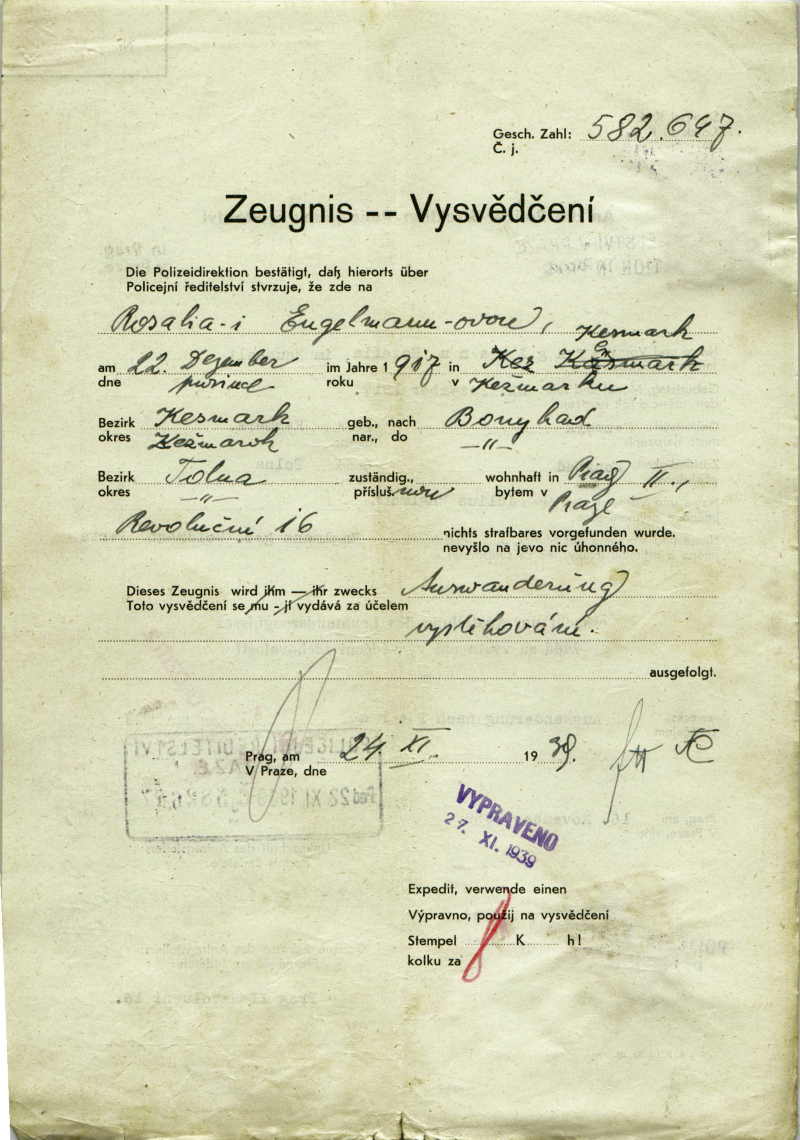 Gesch. Zahl: 582.647.
Č. j.
Zeugnis -- Vysvědčení
Die Polizeidirektion bestätigt, daß hierorts über
Policejní ředitelství stvrzuje, že zde na
Rosalia-i Engelmann-ovou, Kesmark
am 22. Dezember im Jahre 1917 in Kez Kesmark
dne prosince roku v Kežmarku
Bezirk Kesmark geb., nach Bonyhad
okres Kežmarok nar., do -"-
Bezirk Tolna zuständig., wohnhaft in Prag II.,
okres -"- přísluš.nou bytem v Praze
Revoluční 16 nichts strafbares vorgefunden wurde.
nevyšlo na jevo nic úhonného.
Dieses Zeugnis wird ihm — ihr zwecks Auswanderung
Toto vysvědčení se mu - jí vydává za účelem
vystěhování.
ausgefolgt.
Prag, am 24. XI. 1939.
V Praze, dne
VYPRAVENO
27. XI. 1939
Expedit, verwende einen
Výpravno, použij na vysvědčení
Stempel 8 K h!
kolku za